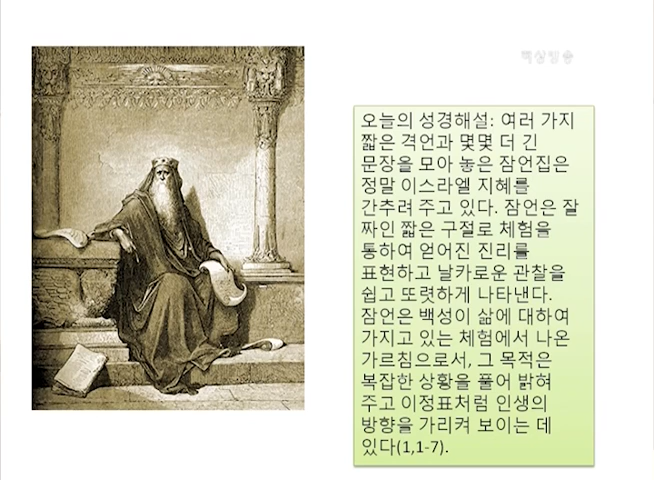 오늘의 성경해설: 여러 가지
짧은 격언과 몇몇 더 긴
문장을 모아 놓은 잠언집은
정말 이스라엘 지혜를
간추려 주고 있다. 잠언은 잘
짜인 짧은 구절로 체험을
통하여 얻어진 진리를
표현하고 날카로운 관찰을
쉽고 또렷하게 나타낸다.
잠언은 백성이 삶에 대하여
가지고 있는 체험에서 나온
가르침으로서, 그 목적은
복잡한 상황을 풀어 밝혀
주고 이정표처럼 인생의
방향을 가리켜 보이는 데
있다(1,1-7).